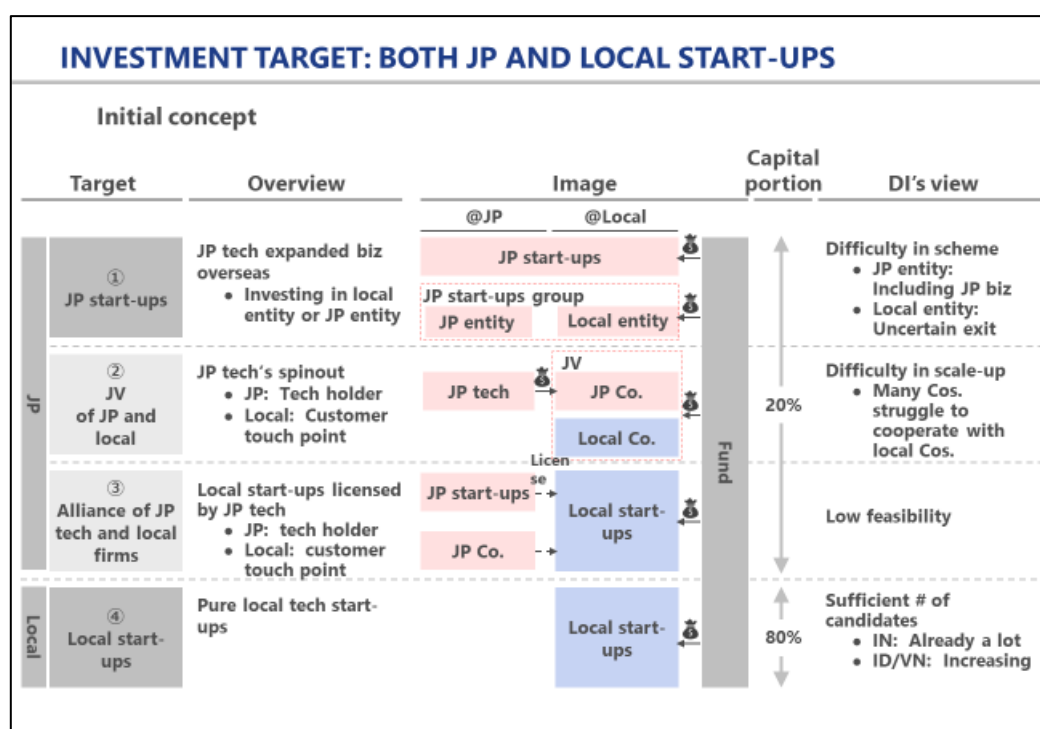 INVESTMENT TARGET: BOTH JP AND LOCAL START-UPS
Initial concept
Target
Overview
Image
Capital
portion
DI's view
@JP
@Local
JP
①
JP start-ups
JP tech expanded biz
overseas
• Investing in local
entity or JP entity
JP start-ups
$
JP start-ups group
JP entity
Local entity
$
Difficulty in scheme
• JP entity:
Including JP biz
• Local entity:
Uncertain exit
②
JV
of JP and
local
JP tech's spinout
• JP: Tech holder
• Local: Customer
touch point
JP tech
$
JV
JP Co.
Local Co.
$
Fund
20%
Difficulty in scale-up
• Many Cos.
struggle to
cooperate with
local Cos.
③
Alliance of JP
tech and local
firms
Local start-ups licensed
by JP tech
• JP: tech holder
• Local: customer
touch point
Licen
se
JP start-ups
JP Co.
Local start-
ups
$
Low feasibility
Local
④
Local start-
ups
Pure local tech start-
ups
Local start-
ups
$
80%
Sufficient # of
candidates
• IN: Already a lot
• ID/VN: Increasing